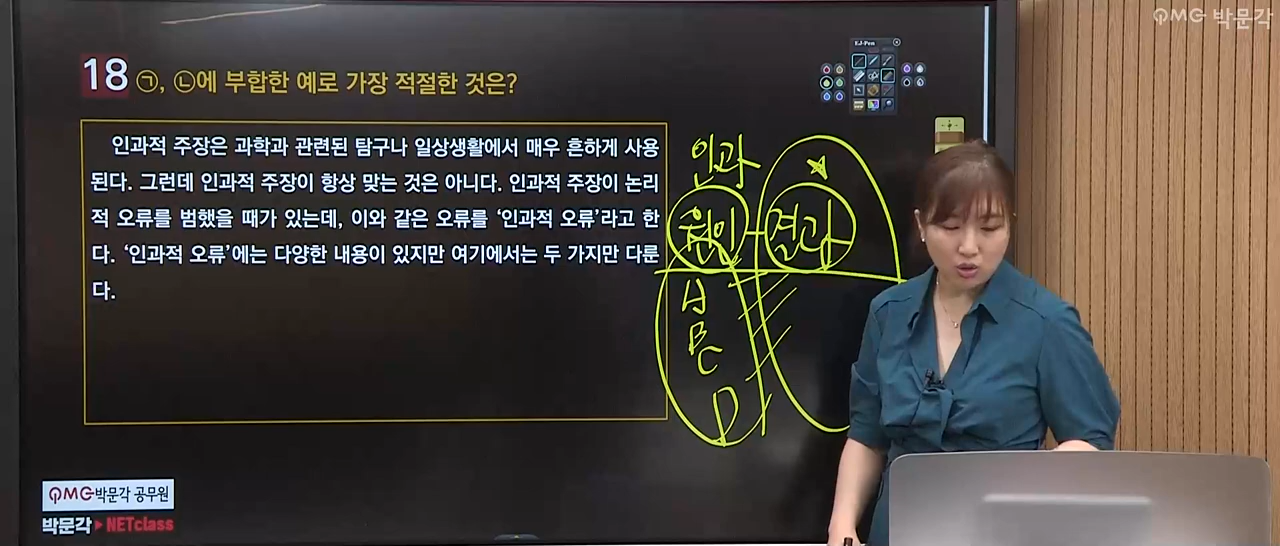 QMG 박문각
EJ-Pen
18 ㉠, ㉡에 부합한 예로 가장 적절한 것은?
인과적 주장은 과학과 관련된 탐구나 일상생활에서 매우 흔하게 사용
된다. 그런데 인과적 주장이 항상 맞는 것은 아니다. 인과적 주장이 논리
적 오류를 범했을 때가 있는데, 이와 같은 오류를 ‘인과적 오류’라고 한
다. ‘인과적 오류’에는 다양한 내용이 있지만 여기에서는 두 가지만 다룬
다.
인과
원인 - 결과
A
B
C
D
QMG박문각 공무원
박문각 ▶ NETclass